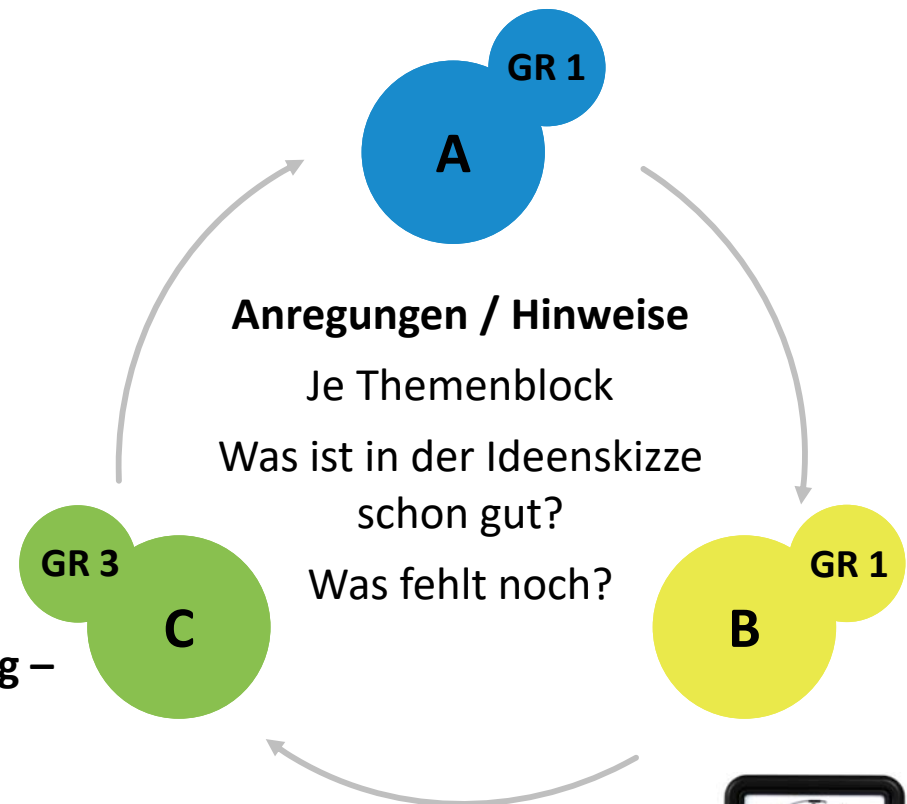 GR 1
A
Anregungen / Hinweise
Je Themenblock
Was ist in der Ideenskizze
schon gut?
Was fehlt noch?
GR 3
C
GR 1
B
g –